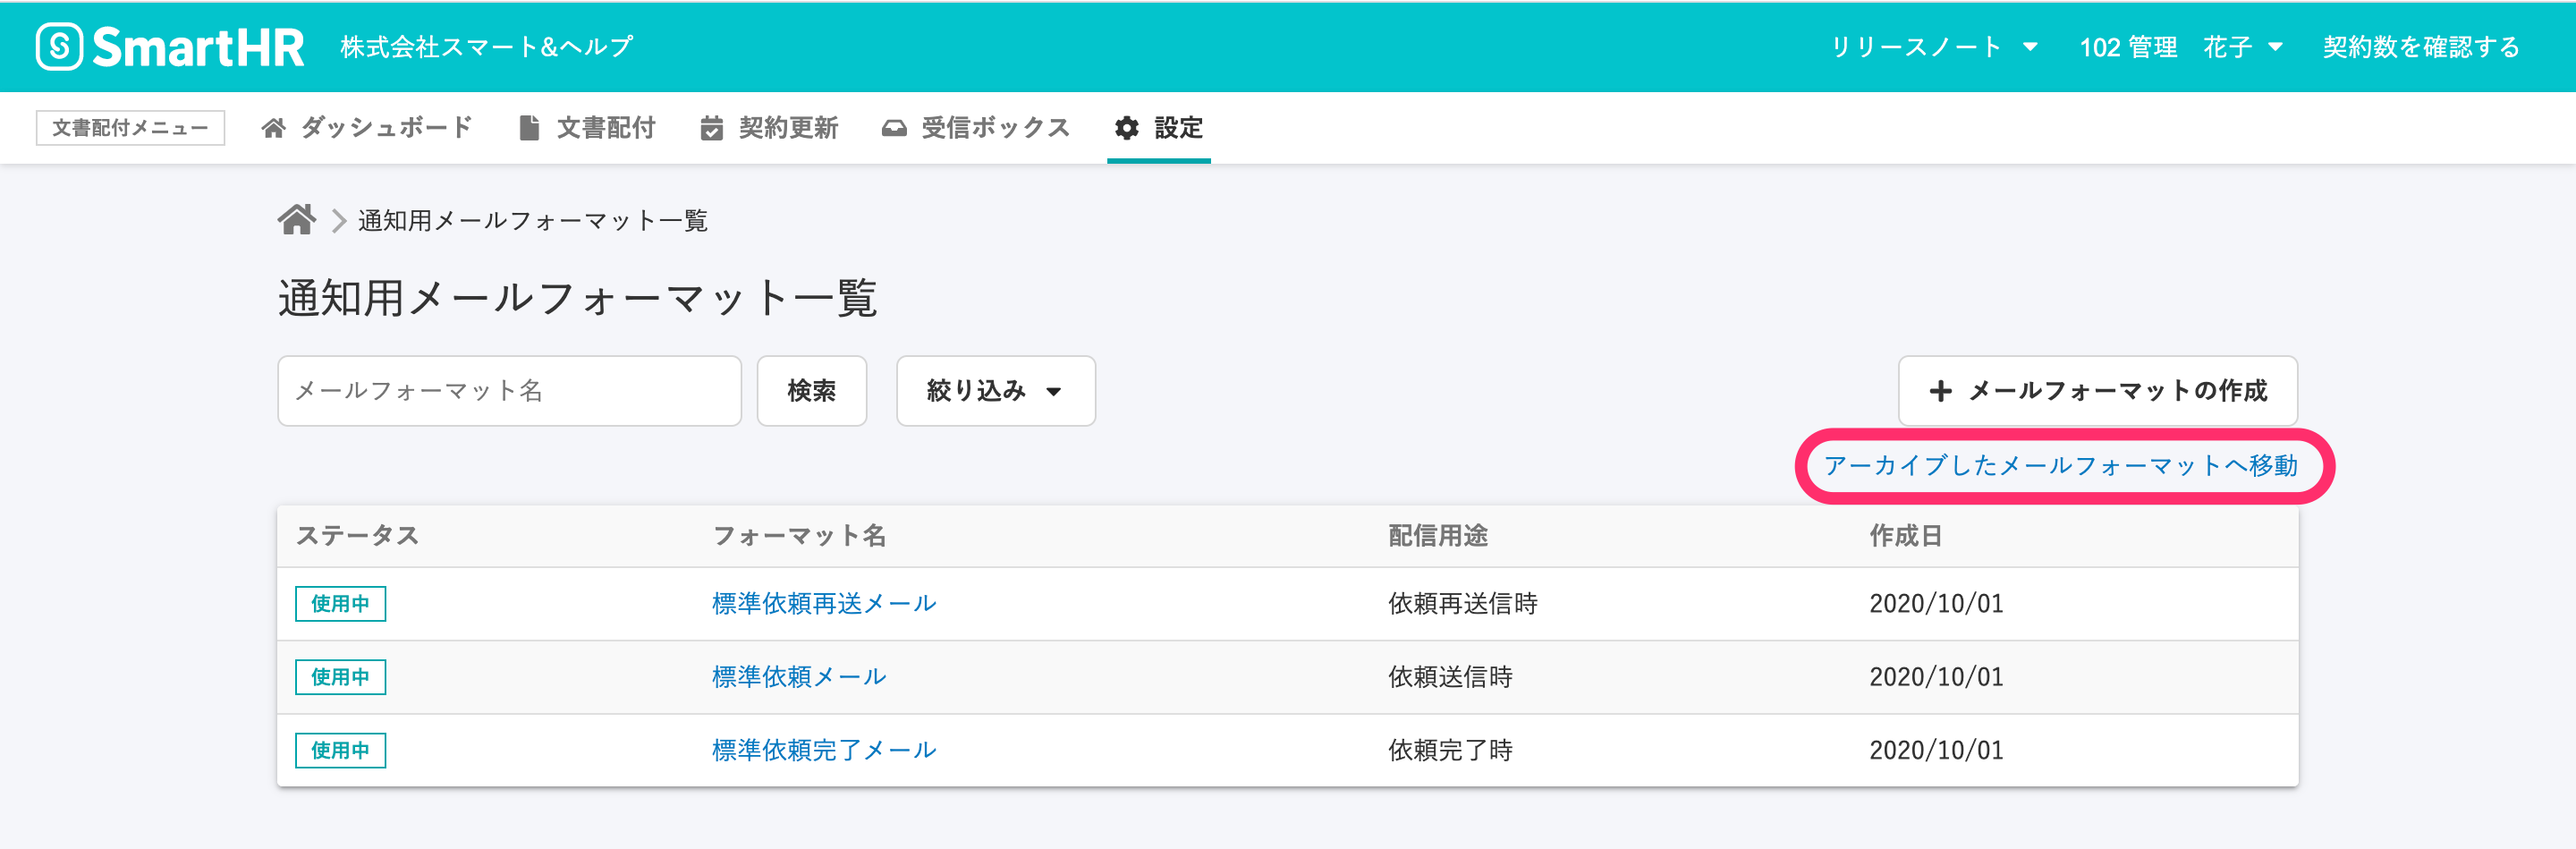 SmartHR 株式会社スマート&ヘルプ リリースノート 102 管理 花子 契約数を確認する
文書配付メニュー ダッシュボード 文書配付 契約更新 受信ボックス 設定
通知用メールフォーマット一覧
通知用メールフォーマット一覧
メールフォーマット名 検索 絞り込み + メールフォーマットの作成
アーカイブしたメールフォーマットへ移動
ステータス フォーマット名 配信用途 作成日
使用中 標準依頼再送メール 依頼再送信時 2020/10/01
使用中 標準依頼メール 依頼送信時 2020/10/01
使用中 標準依頼完了メール 依頼完了時 2020/10/01